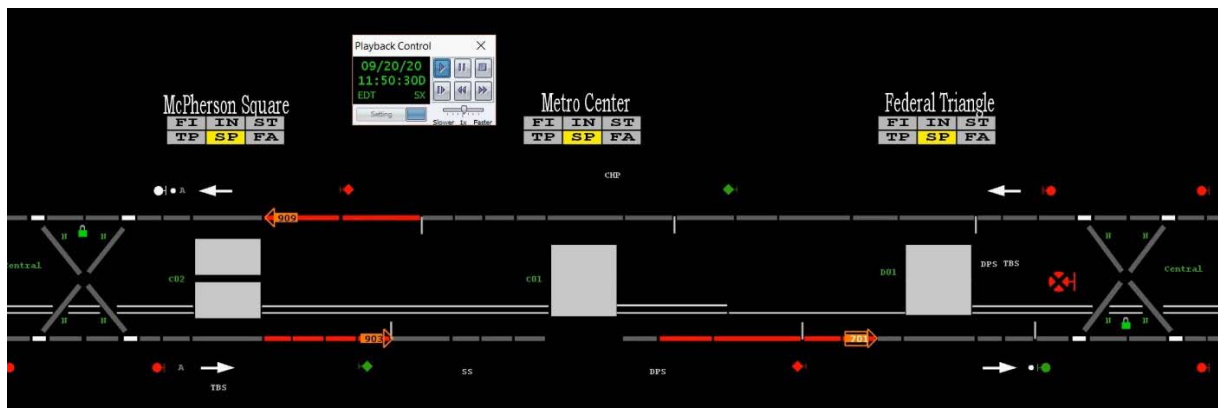 Playback Control
09/20/20
11:50:30D
EDT 5X
Setting
Slower 1x Faster
McPherson Square
FI IN ST
TP SP FA
Metro Center
FI IN ST
TP SP FA
Federal Triangle
FI IN ST
TP SP FA
CHP
A
909
Central
C02
C01
D01
DPS TBS
Central
903
701
A
TBS
SS
DPS